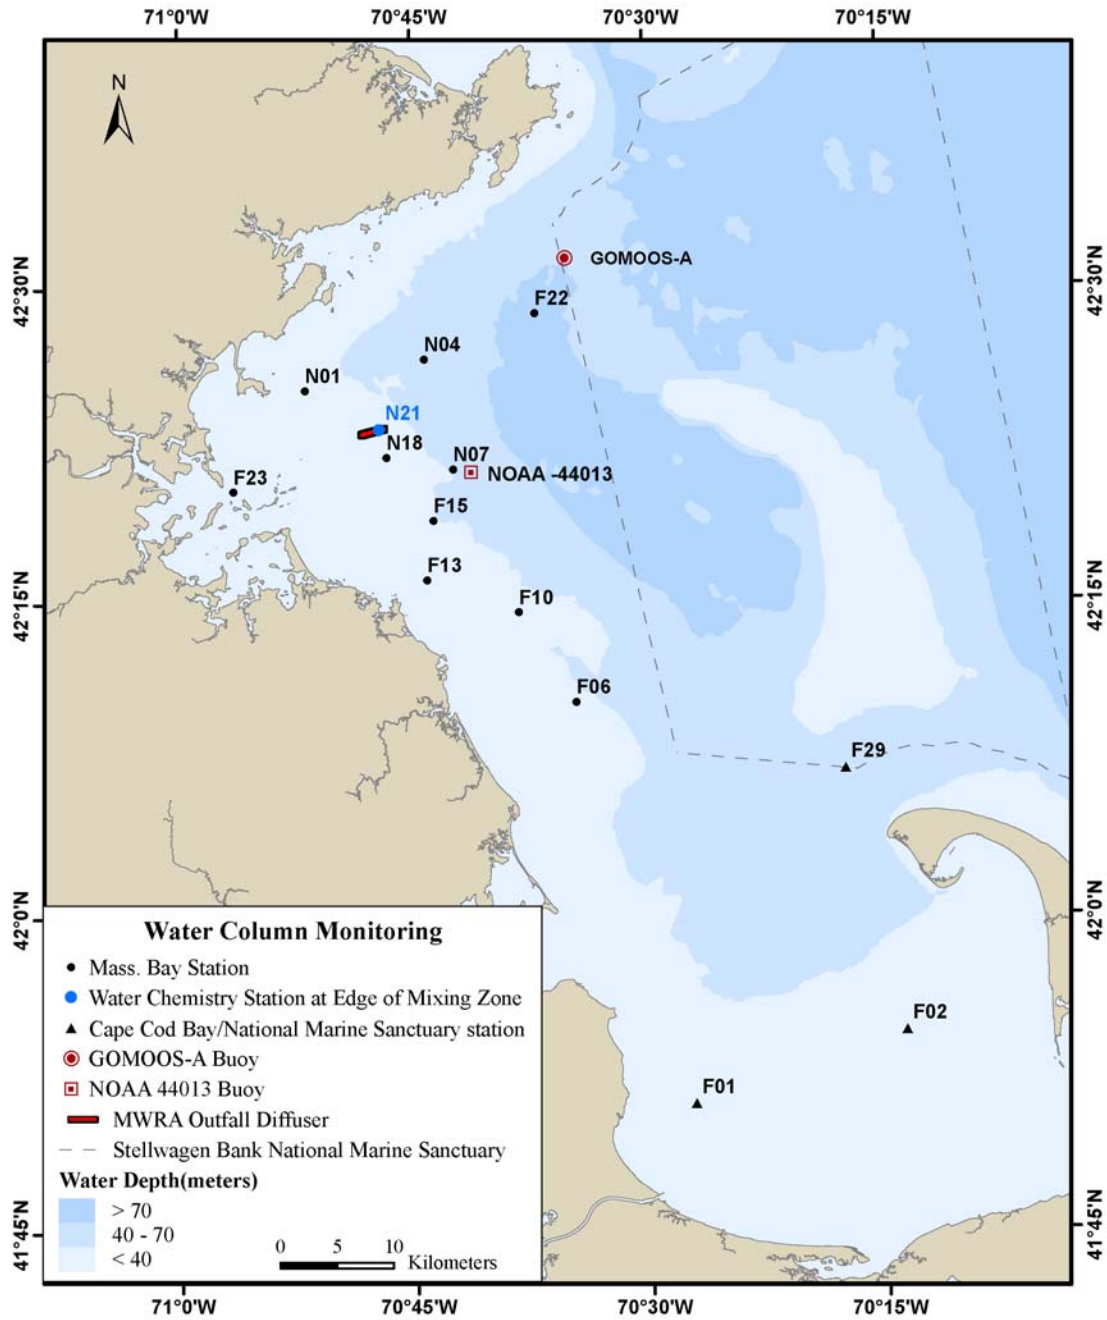 71°0'W 70°45'W 70°30'W 70°15'W
N
GOMOOS-A
42°30'N 42°30'N
F22
N04
N01
N21
N18
N07
NOAA -44013
F23
F15
F13
F10
42°15'N 42°15'N
F06
F29
42°0'N 42°0'N
Water Column Monitoring
Mass. Bay Station
Water Chemistry Station at Edge of Mixing Zone
Cape Cod Bay/National Marine Sanctuary station
GOMOOS-A Buoy
NOAA 44013 Buoy
MWRA Outfall Diffuser
Stellwagen Bank National Marine Sanctuary
Water Depth(meters)
> 70
40 - 70
< 40
0 5 10
Kilometers
F02
F01
41°45'N 41°45'N
71°0'W 70°45'W 70°30'W 70°15'W